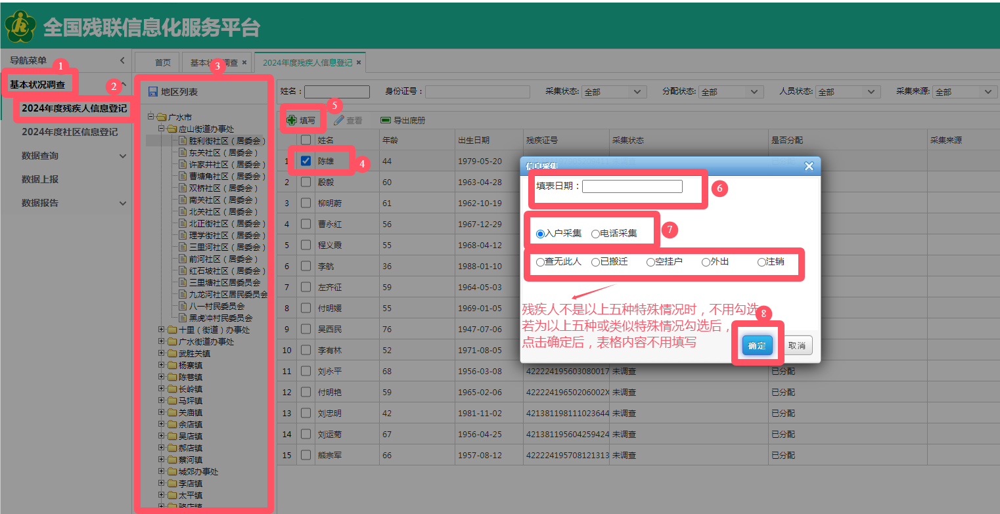 全国残联信息化服务平台
导航菜单
1
基本状况调查
2
2024年度残疾人信息登记
2024年度社区信息登记
数据查询
数据上报
数据报告
首页
2024年度残疾人信息登记
3
地区列表
广水市
应山街道办事处
胜利街社区（居委会）
东关社区（居委会）
许家井社区（居委会）
曹塘角社区（居委会）
双桥社区（居委会）
南关社区（居委会）
北关社区（居委会）
北正街社区（居委会）
理学街社区（居委会）
三里河社区（居委会）
前河社区（居委会）
红石坡社区（居委会）
三里塘社区居委员会
九龙河社区居民委员会
八一村民委员会
黑虎冲村民委员会
十里（街道）办事处
广水街道办事处
武胜关镇
杨寨镇
陈巷镇
长岭镇
马坪镇
关庙镇
余店镇
吴店镇
郝店镇
蔡河镇
城郊办事处
李店镇
太平镇
骆店镇
姓名： 身份证号： 采集状态: 全部 分配状态: 全部 人员状态: 全部 采集来源: 全部
5
填写 查看 导出底册
姓名 年龄 出生日期 残疾证号 采集状态 是否分配 采集来源
1 陈雄 44 1979-05-20
4
2 殷毅 60 1963-04-28
3 柳明蔚 61 1962-10-19
4 曹永红 56 1967-12-29
5 程义霞 55 1968-04-12
6 李航 36 1988-01-10
7 左齐征 59 1964-05-03
8 付明媛 55 1969-01-05
9 吴西民 76 1947-07-06
10 李有林 52 1971-08-05
11 刘永平 68 1956-03-08 422224195603080017 未调查 已分配
12 付明艳 59 1965-02-06 42222419650206002X 未调查 已分配
13 刘忠明 42 1981-11-02 421381198111023644 未调查 已分配
14 刘运菊 67 1956-04-25 421381195604259424 未调查 已分配
15 熊宗军 66 1957-08-12 422224195708121313 未调查 已分配
信息采集
填表日期：
6
入户采集 电话采集
7
查无此人 已搬迁 空挂户 外出 注销
残疾人不是以上五种特殊情况时，不用勾选
若为以上五种或类似特殊情况勾选后，
点击确定后，表格内容不用填写
8
确定 取消